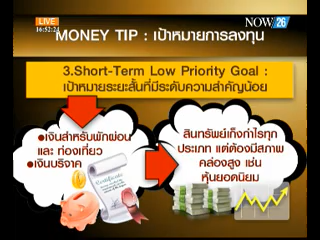 LIVE
16:52:24
NOW 26
MONEY TIP : เป้าหมายการลงทุน
3.Short-Term Low Priority Goal :
เป้าหมายระยะสั้นที่มีระดับความสำคัญน้อย
●เงินสำหรับพักผ่อน
และ ท่องเที่ยว
●เงินบริจาค
Certificate
สินทรัพย์เก็งกำไรทุก
ประเภท แต่ต้องมีสภาพ
คล่องสูง เช่น
หุ้นยอดนิยม